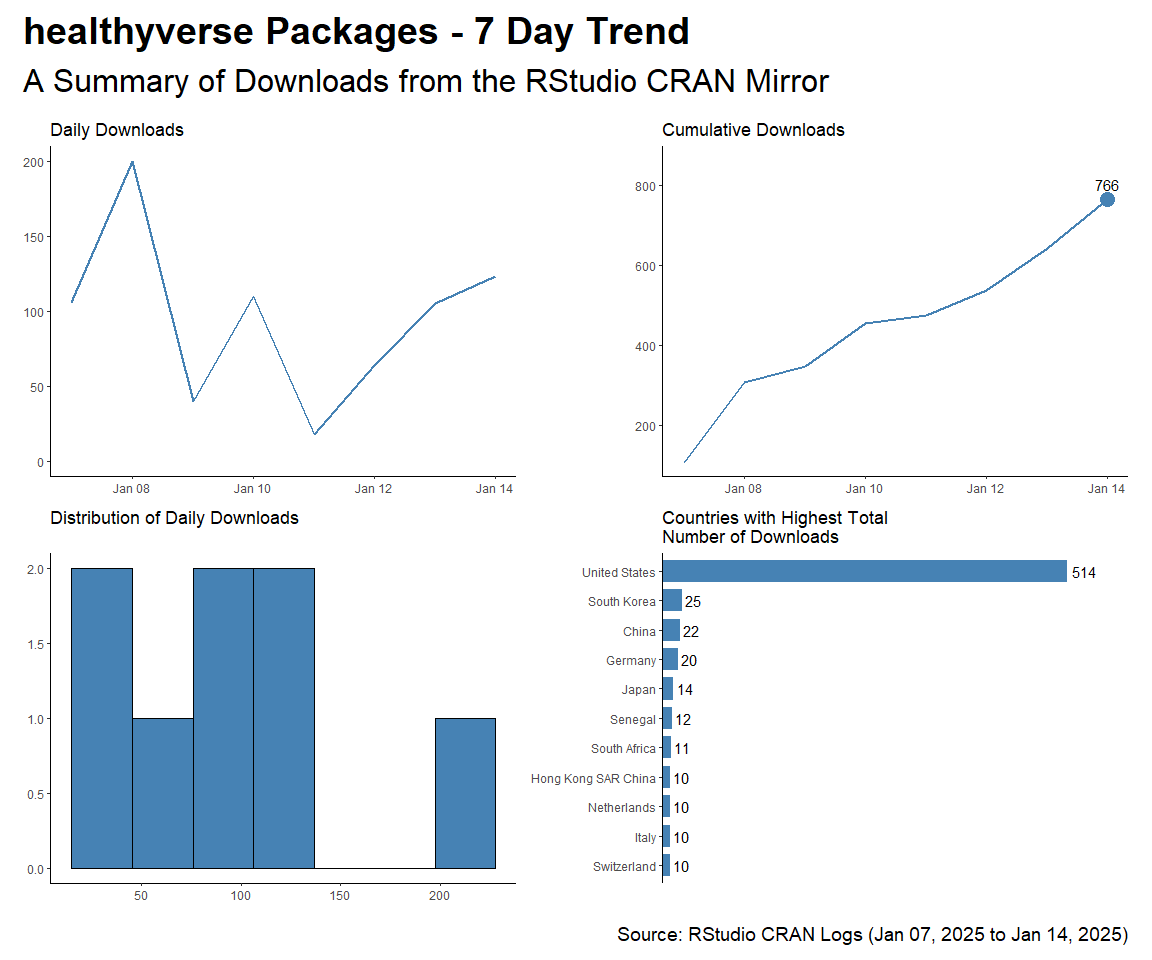 healthyverse Packages - 7 Day Trend
A Summary of Downloads from the RStudio CRAN Mirror
Daily Downloads
200
150
100
50
0
Jan 08
Jan 10
Jan 12
Jan 14
Cumulative Downloads
800
600
400
200
766
Jan 08
Jan 10
Jan 12
Jan 14
Distribution of Daily Downloads
2.0
1.5
1.0
0.5
0.0
50
100
150
200
Countries with Highest Total
Number of Downloads
United States 514
South Korea 25
China 22
Germany 20
Japan 14
Senegal 12
South Africa 11
Hong Kong SAR China 10
Netherlands 10
Italy 10
Switzerland 10
Source: RStudio CRAN Logs (Jan 07, 2025 to Jan 14, 2025)